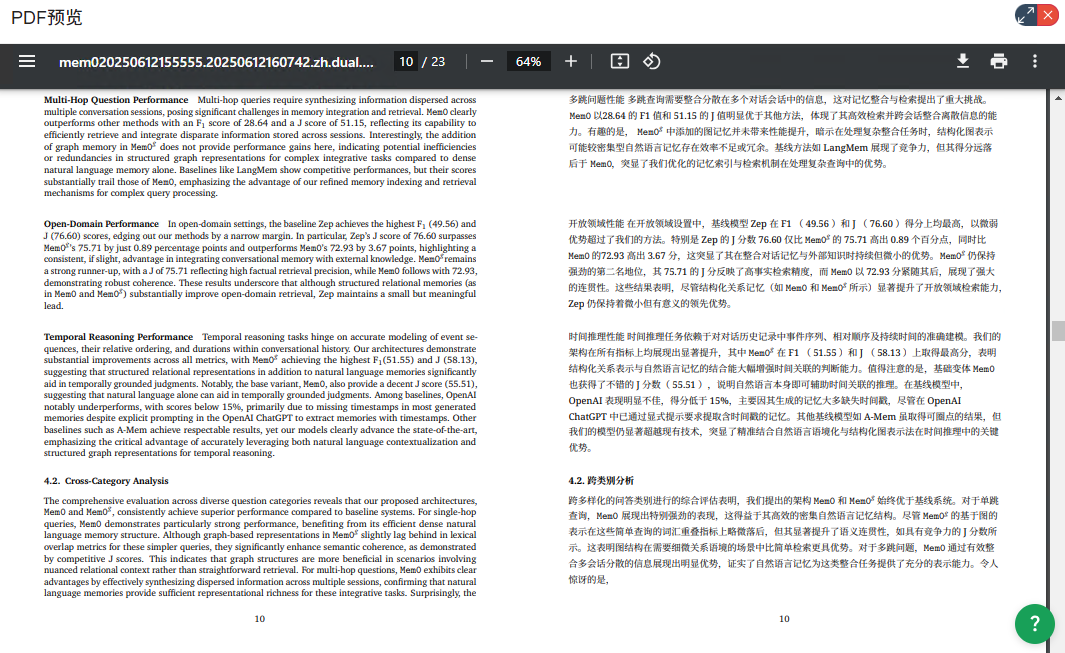 PDF预览
mem020250612155555.20250612160742.zh.dual....
10 / 23
64%
Multi-Hop Question Performance Multi-hop queries require synthesizing information dispersed across
multiple conversation sessions, posing significant challenges in memory integration and retrieval. Mem0 clearly
outperforms other methods with an F₁ score of 28.64 and a J score of 51.15, reflecting its capability to
efficiently retrieve and integrate disparate information stored across sessions. Interestingly, the addition
of graph memory in Mem0ᵍ does not provide performance gains here, indicating potential inefficiencies
or redundancies in structured graph representations for complex integrative tasks compared to dense
natural language memory alone. Baselines like LangMem show competitive performances, but their scores
substantially trail those of Mem0, emphasizing the advantage of our refined memory indexing and retrieval
mechanisms for complex query processing.
Open-Domain Performance In open-domain settings, the baseline Zep achieves the highest F₁ (49.56) and
J (76.60) scores, edging out our methods by a narrow margin. In particular, Zep's J score of 76.60 surpasses
Mem0ᵍ's 75.71 by just 0.89 percentage points and outperforms Mem0's 72.93 by 3.67 points, highlighting a
consistent, if slight, advantage in integrating conversational memory with external knowledge. Mem0ᵍ remains
a strong runner-up, with a J of 75.71 reflecting high factual retrieval precision, while Mem0 follows with 72.93,
demonstrating robust coherence. These results underscore that although structured relational memories (as
in Mem0 and Mem0ᵍ) substantially improve open-domain retrieval, Zep maintains a small but meaningful
lead.
Temporal Reasoning Performance Temporal reasoning tasks hinge on accurate modeling of event se-
quences, their relative ordering, and durations within conversational history. Our architectures demonstrate
substantial improvements across all metrics, with Mem0ᵍ achieving the highest F₁ (51.55) and J (58.13),
suggesting that structured relational representations in addition to natural language memories significantly
aid in temporally grounded judgments. Notably, the base variant, Mem0, also provide a decent J score (55.51),
suggesting that natural language alone can aid in temporally grounded judgments. Among baselines, OpenAI
notably underperforms, with scores below 15%, primarily due to missing timestamps in most generated
memories despite explicit prompting in the OpenAI ChatGPT to extract memories with timestamps. Other
baselines such as A-Mem achieve respectable results, yet our models clearly advance the state-of-the-art,
emphasizing the critical advantage of accurately leveraging both natural language contextualization and
structured graph representations for temporal reasoning.
4.2. Cross-Category Analysis
The comprehensive evaluation across diverse question categories reveals that our proposed architectures,
Mem0 and Mem0ᵍ, consistently achieve superior performance compared to baseline systems. For single-hop
queries, Mem0 demonstrates particularly strong performance, benefiting from its efficient dense natural
language memory structure. Although graph-based representations in Mem0ᵍ slightly lag behind in lexical
overlap metrics for these simpler queries, they significantly enhance semantic coherence, as demonstrated
by competitive J scores. This indicates that graph structures are more beneficial in scenarios involving
nuanced relational context rather than straightforward retrieval. For multi-hop questions, Mem0 exhibits clear
advantages by effectively synthesizing dispersed information across multiple sessions, confirming that natural
language memories provide sufficient representational richness for these integrative tasks. Surprisingly, the
10
多跳问题性能 多跳查询需要整合分散在多个对话会话中的信息，这对记忆整合与检索提出了重大挑战。
Mem0 以28.64 的 F1 值和 51.15 的 J 值明显优于其他方法，体现了其高效检索并跨会话整合离散信息的能
力。有趣的是， Mem0ᵍ 中添加的图记忆并未带来性能提升，暗示在处理复杂整合任务时，结构化图表示
可能较密集型自然语言记忆存在效率不足或冗余。基线方法如 LangMem 展现了竞争力，但其得分远落
后于 Mem0，突显了我们优化的记忆索引与检索机制在处理复杂查询中的优势。
开放领域性能 在开放领域设置中，基线模型 Zep 在 F1 （49.56）和 J （76.60）得分上均最高，以微弱
优势超过了我们的方法。特别是 Zep 的 J 分数 76.60 仅比 Mem0ᵍ 的 75.71 高出 0.89 个百分点，同时比
Mem0 的72.93 高出 3.67 分，这突显了其在整合对话记忆与外部知识时持续但微小的优势。Mem0ᵍ 仍保持
强劲的第二名地位，其 75.71 的 J 分反映了高事实检索精度，而 Mem0 以 72.93 分紧随其后，展现了强大
的连贯性。这些结果表明，尽管结构化关系记忆（如 Mem0 和 Mem0ᵍ 所示）显著提升了开放领域检索能力，
Zep 仍保持着微小但有意义的领先优势。
时间推理性能 时间推理任务依赖于对对话历史记录中事件序列、相对顺序及持续时间的准确建模。我们的
架构在所有指标上均展现出显著提升，其中 Mem0ᵍ 在 F1 （51.55）和 J （58.13）上取得最高分，表明
结构化关系表示与自然语言记忆的结合能大幅增强时间关联的判断能力。值得注意的是，基础变体 Mem0
也获得了不错的 J 分数（55.51），说明自然语言本身即可辅助时间关联的推理。在基线模型中，
OpenAI 表现明显不佳，得分低于 15%，主要因其生成的记忆大多缺失时间戳，尽管在 OpenAI
ChatGPT 中已通过显式提示要求提取含时间戳的记忆。其他基线模型如 A-Mem 虽取得可圈点的结果，但
我们的模型仍显著超越现有技术，突显了精准结合自然语言语境化与结构化图表示法在时间推理中的关键
优势。
4.2. 跨类别分析
跨多样化的问答类别进行的综合评估表明，我们提出的架构 Mem0 和 Mem0ᵍ 始终优于基线系统。对于单跳
查询，Mem0 展现出特别强劲的表现，这得益于其高效的密集自然语言记忆结构。尽管 Mem0ᵍ 的基于图的
表示在这些简单查询的词汇重叠指标上略微落后，但其显著提升了语义连贯性，如具有竞争力的 J 分数所
示。这表明图结构在需要细微关系语境的场景中比简单检索更具优势。对于多跳问题，Mem0 通过有效整
合多会话分散的信息展现出明显优势，证实了自然语言记忆为这类整合任务提供了充分的表示能力。令人
惊讶的是，
10
?